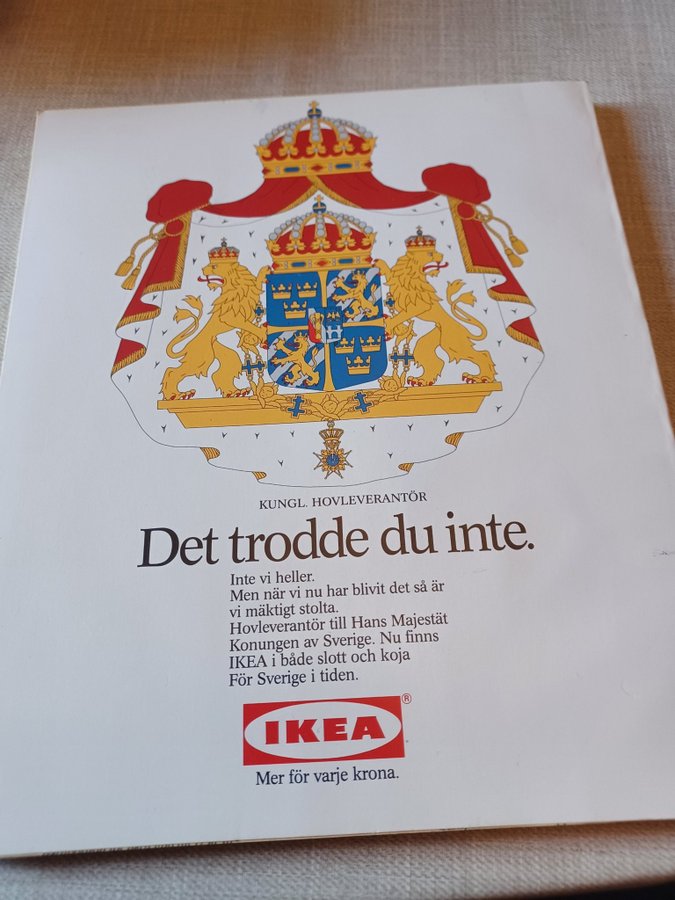 KUNGL. HOVLEVERANTÖR
Det trodde du inte.
Inte vi heller.
Men när vi nu har blivit det så är
vi mäktigt stolta.
Hovleverantör till Hans Majestät
Konungen av Sverige. Nu finns
IKEA i både slott och koja
För Sverige i tiden.
IKEA®
Mer för varje krona.